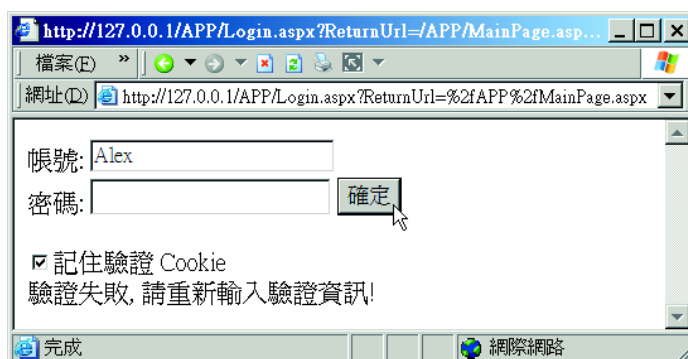 http://127.0.0.1/APP/Login.aspx?ReturnUrl=/APP/MainPage.asp...
檔案(F) »
網址(D) http://127.0.0.1/APP/Login.aspx?ReturnUrl=%2fAPP%2fMainPage.aspx
帳號: Alex
密碼: 確定
記住驗證 Cookie
驗證失敗, 請重新輸入驗證資訊!
完成 網際網路